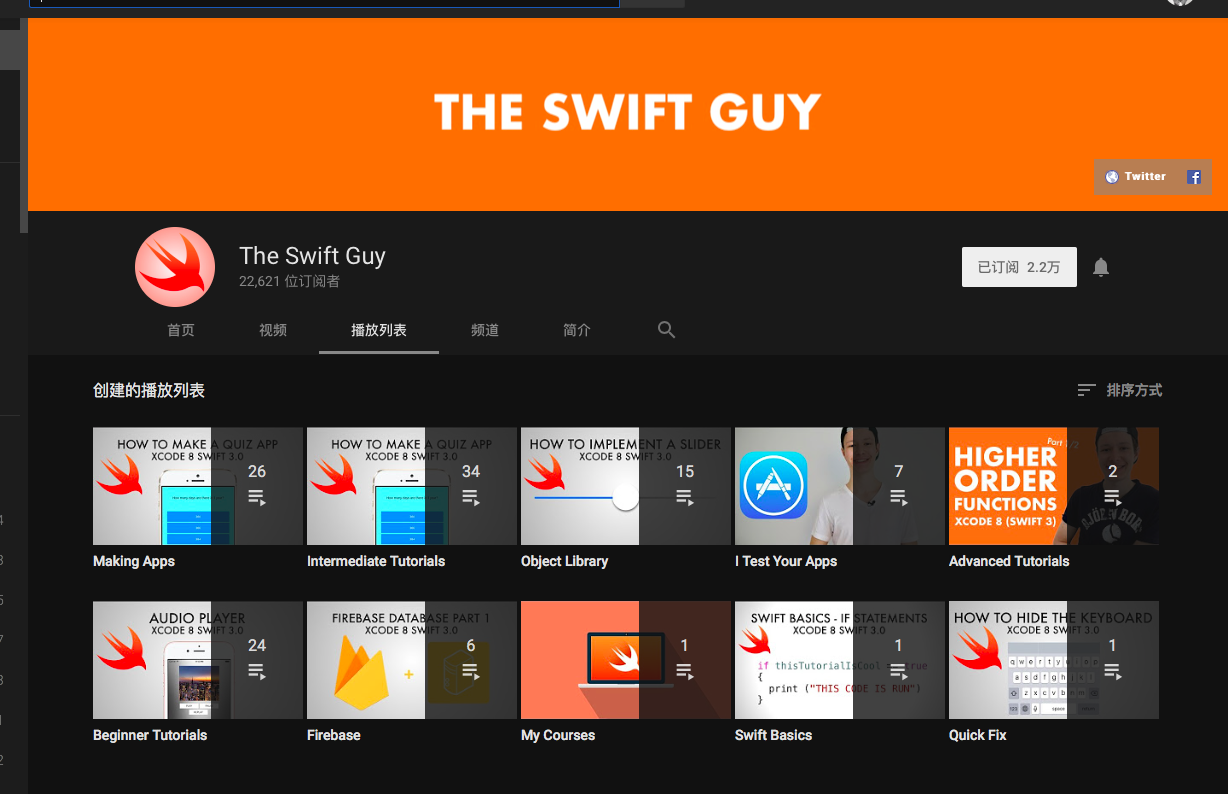 THE SWIFT GUY
Twitter
The Swift Guy
22,621 位订阅者
已订阅 2.2万
首页 视频 播放列表 频道 简介
创建的播放列表
排序方式
HOW TO MAKE A QUIZ APP
XCODE 8 SWIFT 3.0
26
Making Apps
HOW TO MAKE A QUIZ APP
XCODE 8 SWIFT 3.0
34
Intermediate Tutorials
HOW TO IMPLEMENT A SLIDER
XCODE 8 SWIFT 3.0
15
Object Library
7
I Test Your Apps
HIGHER
ORDER
FUNCTIONS
XCODE 8 (SWIFT 3)
2
Advanced Tutorials
AUDIO PLAYER
XCODE 8 SWIFT 3.0
24
Beginner Tutorials
FIREBASE DATABASE PART 1
XCODE 8 SWIFT 3.0
6
Firebase
1
My Courses
SWIFT BASICS - IF STATEMENTS
XCODE 8 SWIFT 3.0
if thisTutorialIsCool == true
{
print ("THIS CODE IS RUN")
}
1
Swift Basics
HOW TO HIDE THE KEYBOARD
XCODE 8 SWIFT 3.0
1
Quick Fix